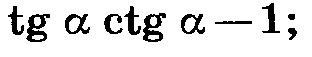 tg α ctg α — 1;